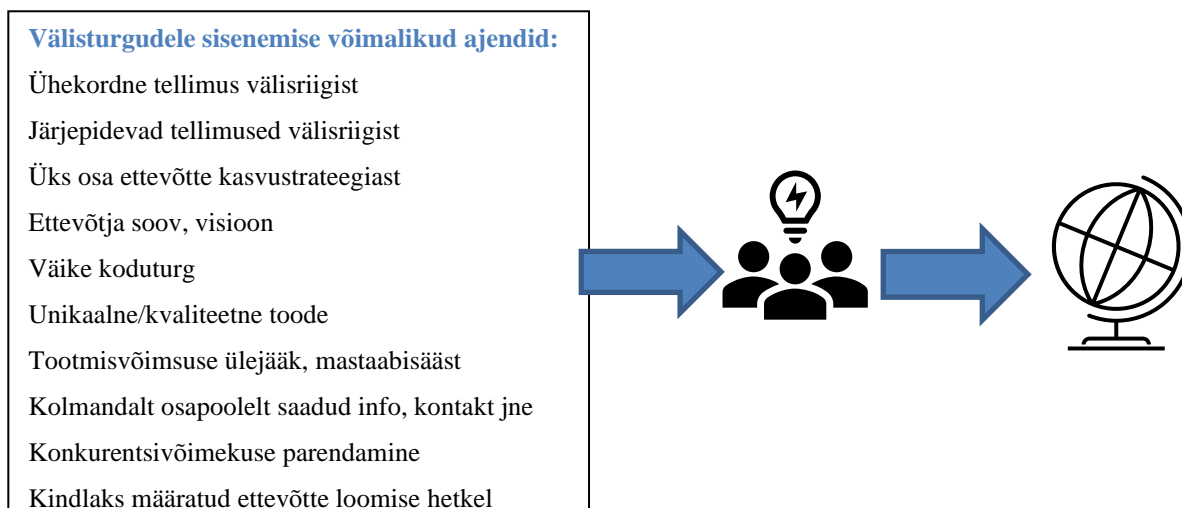 Välisturgudele sisenemise võimalikud ajendid:
Ühekordne tellimus välisriigist
Järjepidevad tellimused välisriigist
Üks osa ettevõtte kasvustrateegiast
Ettevõtja soov, visioon
Väike koduturg
Unikaalne/kvaliteetne toode
Tootmisvõimsuse ülejääk, mastaabisääst
Kolmandalt osapoolelt saadud info, kontakt jne
Konkurentsivõimekuse parendamine
Kindlaks määratud ettevõtte loomise hetkel